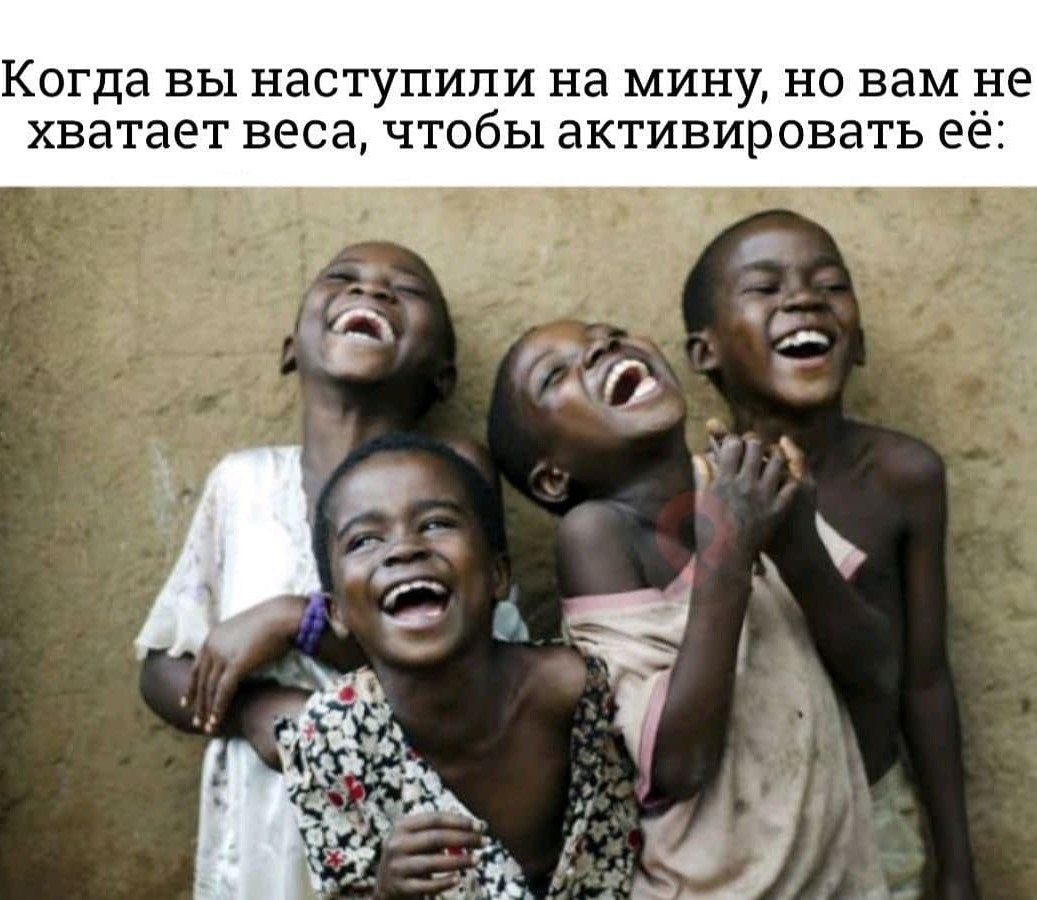 Когда вы наступили на мину, но вам не
хватает веса, чтобы активировать её: